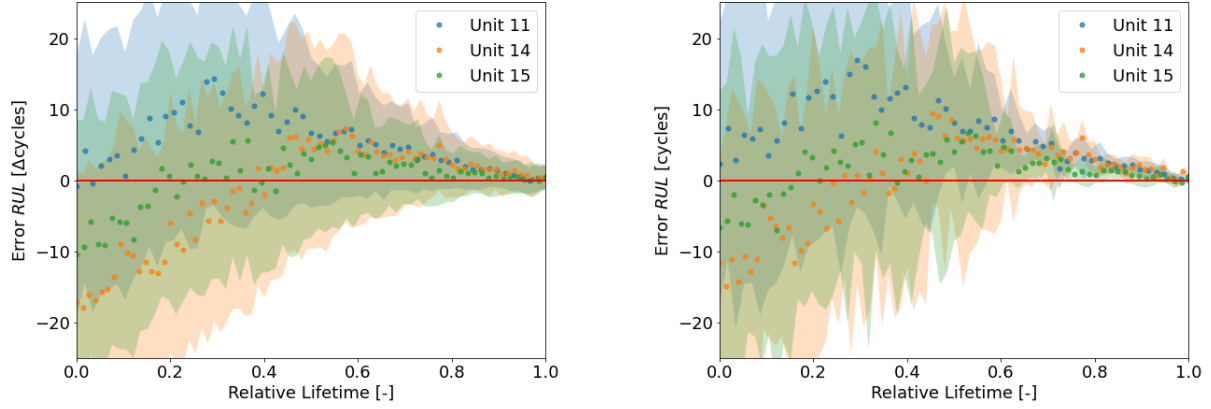 20
10
0
−10
−20
Error RUL [Δcycles]
0.0 0.2 0.4 0.6 0.8 1.0
Relative Lifetime [-]
Unit 11
Unit 14
Unit 15
20
10
0
−10
−20
Error RUL [cycles]
0.0 0.2 0.4 0.6 0.8 1.0
Relative Lifetime [-]
Unit 11
Unit 14
Unit 15